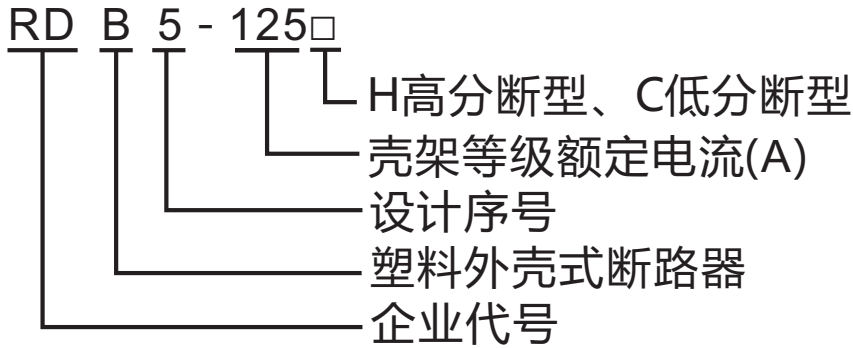 RD B 5 - 125□
H高分断型、C低分断型
壳架等级额定电流(A)
设计序号
塑料外壳式断路器
企业代号